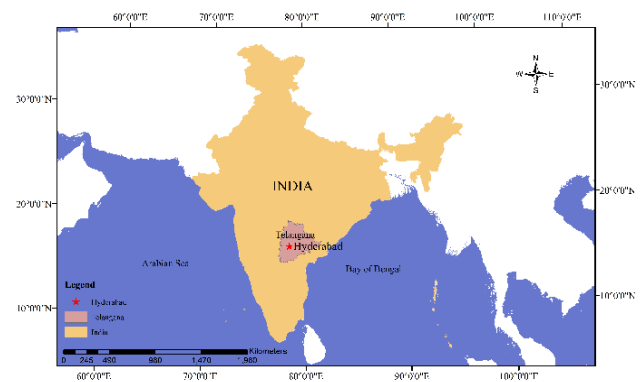 60°0'0"E 70°0'0"E 80°0'0"E 90°0'0"E 100°0'0"E 110°0'0"E
N
W E
S
30°0'0"N 30°0'0"N
INDIA
20°0'0"N 20°0'0"N
Telangana
Hyderabad
Arabian Sea
Bay of Bengal
Legend
Hyderabad
10°0'0"N 10°0'0"N
Telangana
India
Kilometers
0 245 490 980 1,470 1,960
60°0'0"E 70°0'0"E 80°0'0"E 90°0'0"E 100°0'0"E